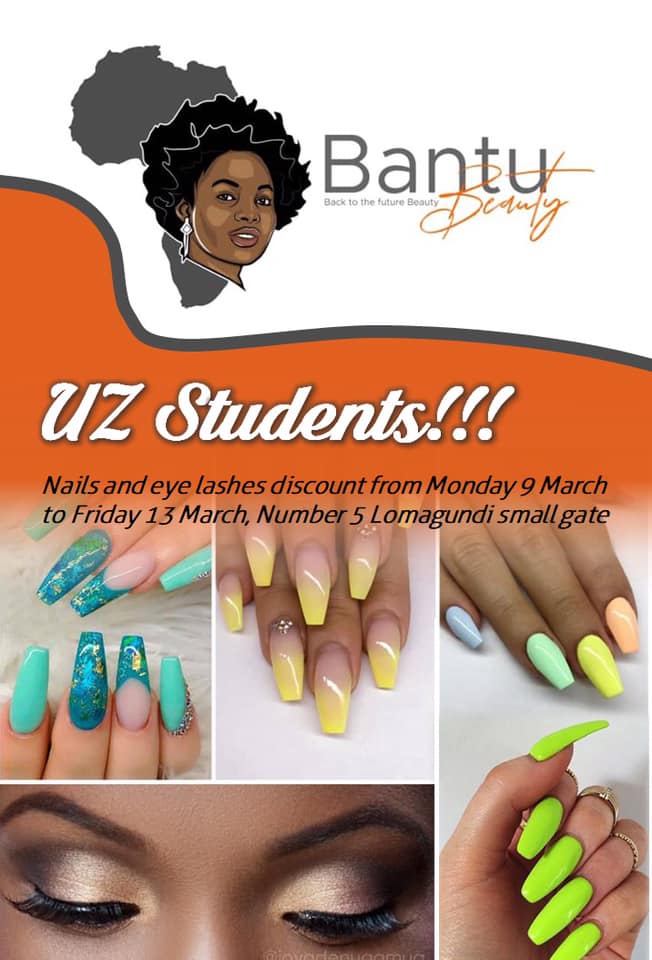 Bantu
Beauty
Back to the future Beauty
UZ Students!!!
Nails and eye lashes discount from Monday 9 March
to Friday 13 March, Number 5 Lomagundi small gate